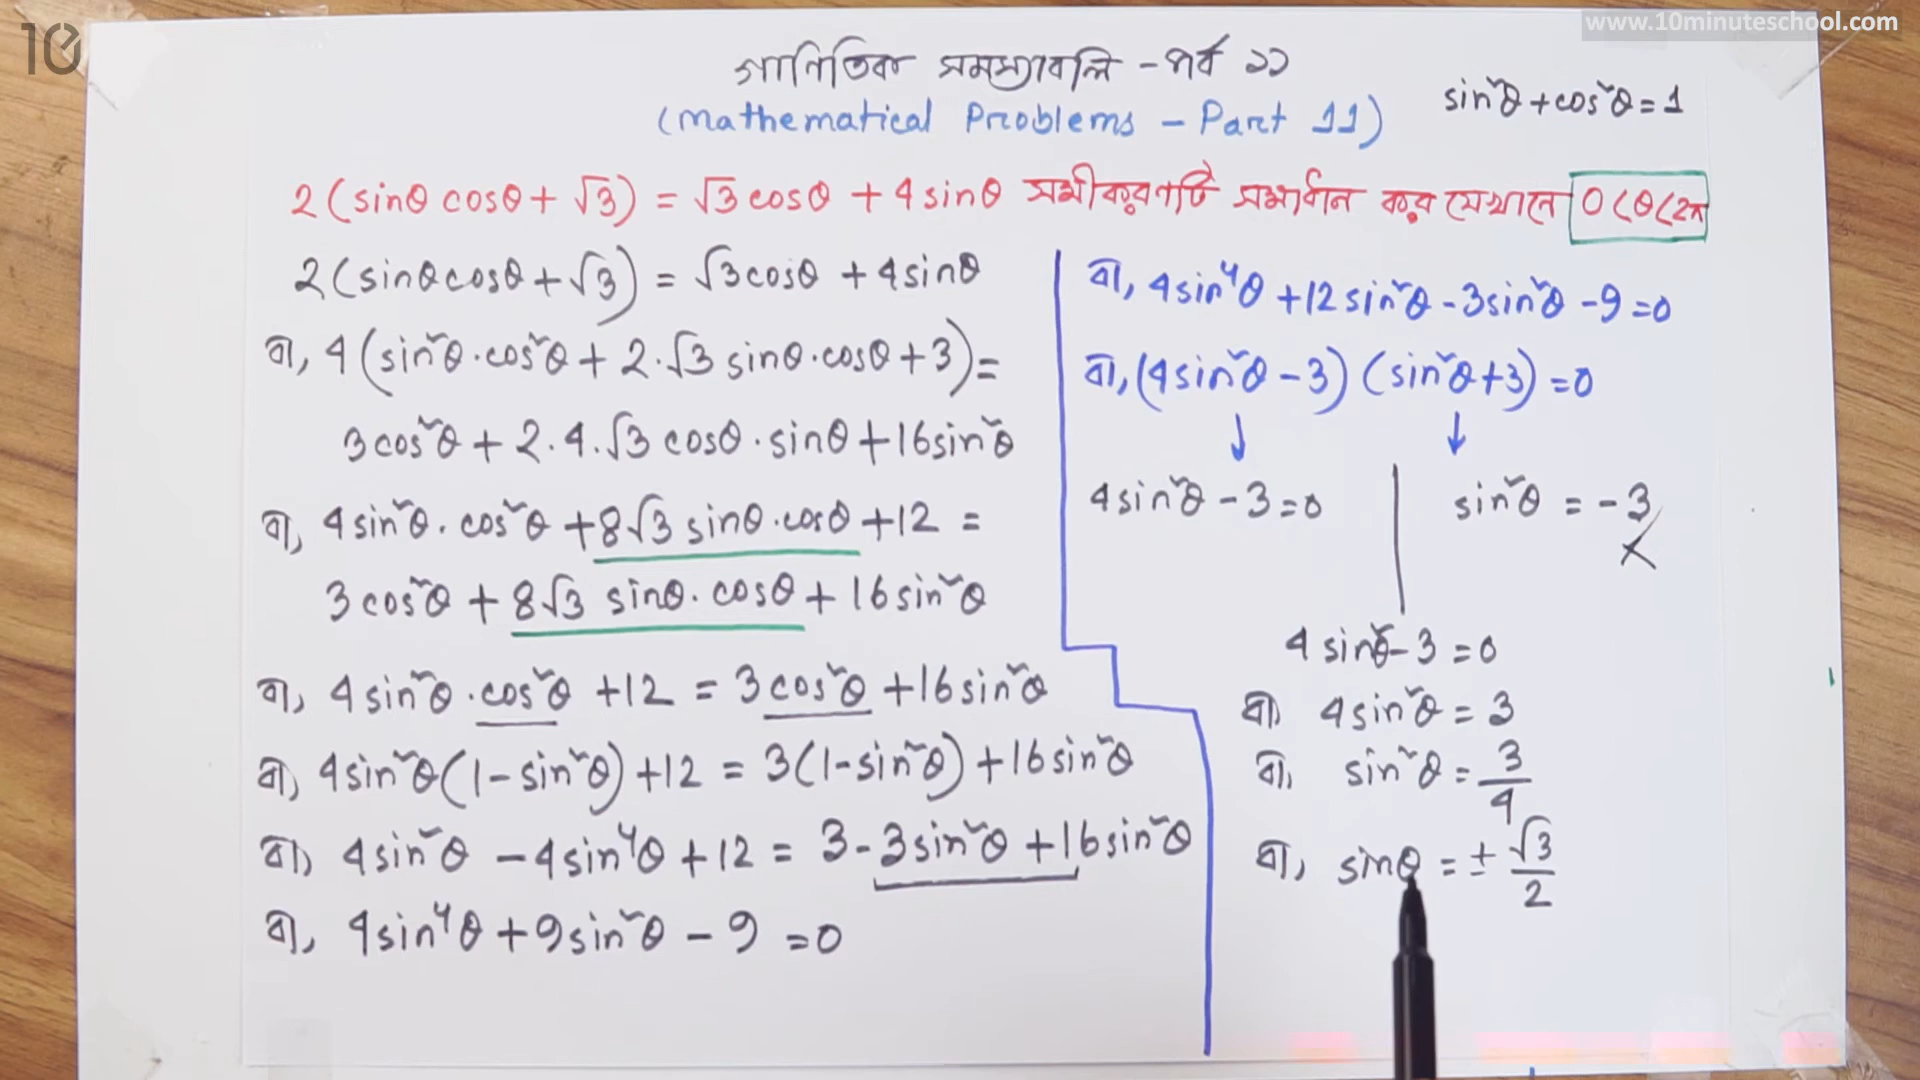 10
www.10minuteschool.com
গাণিতিক সমস্যাবলি - পর্ব ১১
(Mathematical Problems - Part 11)
sin²θ + cos²θ = 1
2(sinθ cosθ + √3) = √3 cosθ + 4 sinθ সমীকরণটি সমাধান কর যেখানে 0<θ<2π
2(sinθcosθ + √3) = √3cosθ + 4sinθ
বা, 4(sin²θ·cos²θ + 2·√3 sinθ·cosθ + 3) =
3cos²θ + 2·4·√3 cosθ·sinθ + 16sin²θ
বা, 4sin²θ·cos²θ + 8√3 sinθ·cosθ + 12 =
3cos²θ + 8√3 sinθ·cosθ + 16sin²θ
বা, 4sin²θ·cos²θ + 12 = 3cos²θ + 16sin²θ
বা, 4sin²θ(1 - sin²θ) + 12 = 3(1 - sin²θ) + 16sin²θ
বা, 4sin²θ - 4sin⁴θ + 12 = 3 - 3sin²θ + 16sin²θ
বা, 4sin⁴θ + 9sin²θ - 9 = 0
বা, 4sin⁴θ + 12sin²θ - 3sin²θ - 9 = 0
বা, (4sin²θ - 3)(sin²θ + 3) = 0
↓ ↓
4sin²θ - 3 = 0 sin²θ = -3
×
4sin²θ - 3 = 0
বা, 4sin²θ = 3
বা, sin²θ = 3/4
বা, sinθ = ± √3/2